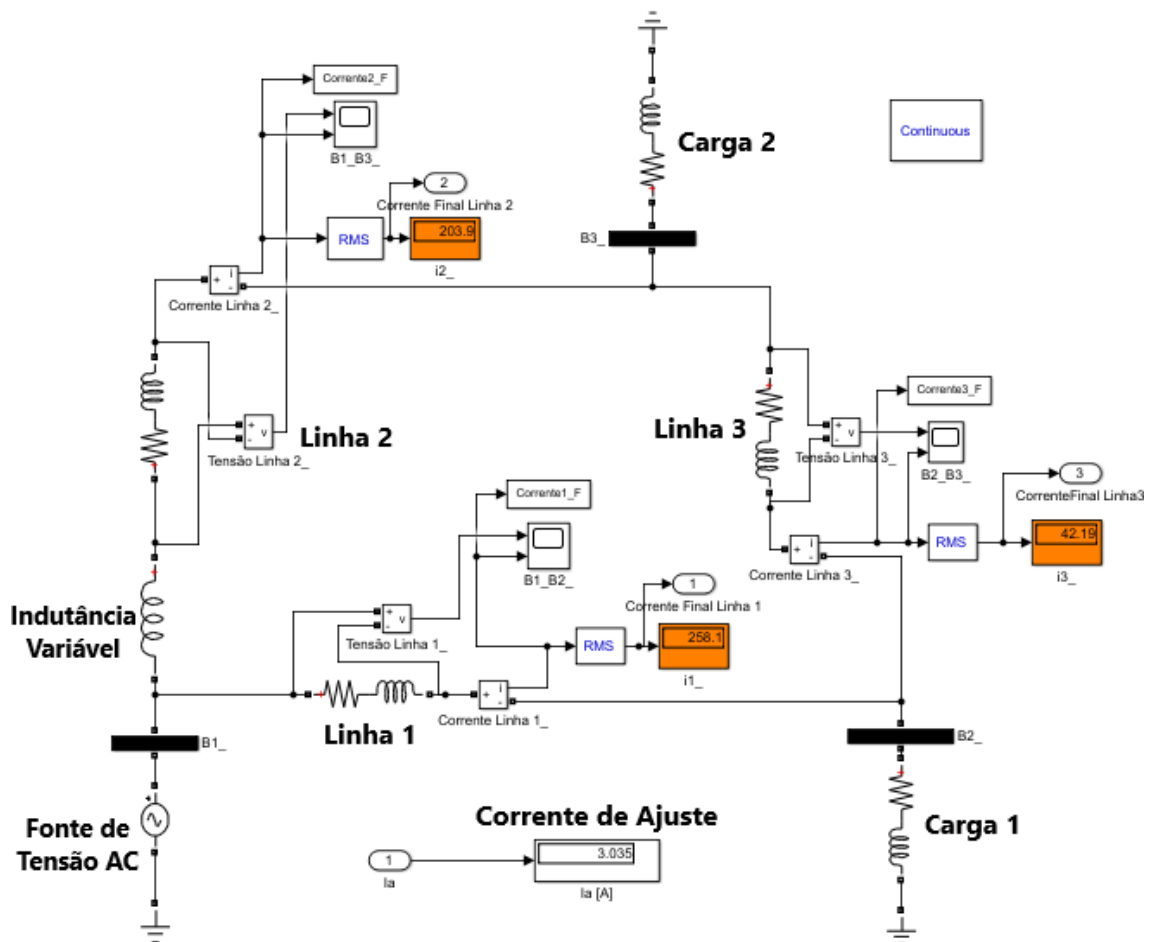 Corrente2_F
B1_B3_
Carga 2
Continuous
2
Corrente Final Linha 2
RMS
203.9
i2_
B3_
i
+
-
Corrente Linha 2_
+
-
v
Tensão Linha 2_
Linha 2
Linha 3
Corrente3_F
+
-
v
Tensão Linha 3_
B2_B3_
3
CorrenteFinal Linha3
i
+
-
Corrente Linha 3_
RMS
42.19
i3_
Corrente1_F
B1_B2_
Indutância
Variável
+
-
v
Tensão Linha 1_
1
Corrente Final Linha 1
RMS
258.1
i1_
i
+
-
Corrente Linha 1_
Linha 1
B1_
B2_
Fonte de
Tensão AC
Corrente de Ajuste
1
Ia
3.035
Ia [A]
Carga 1